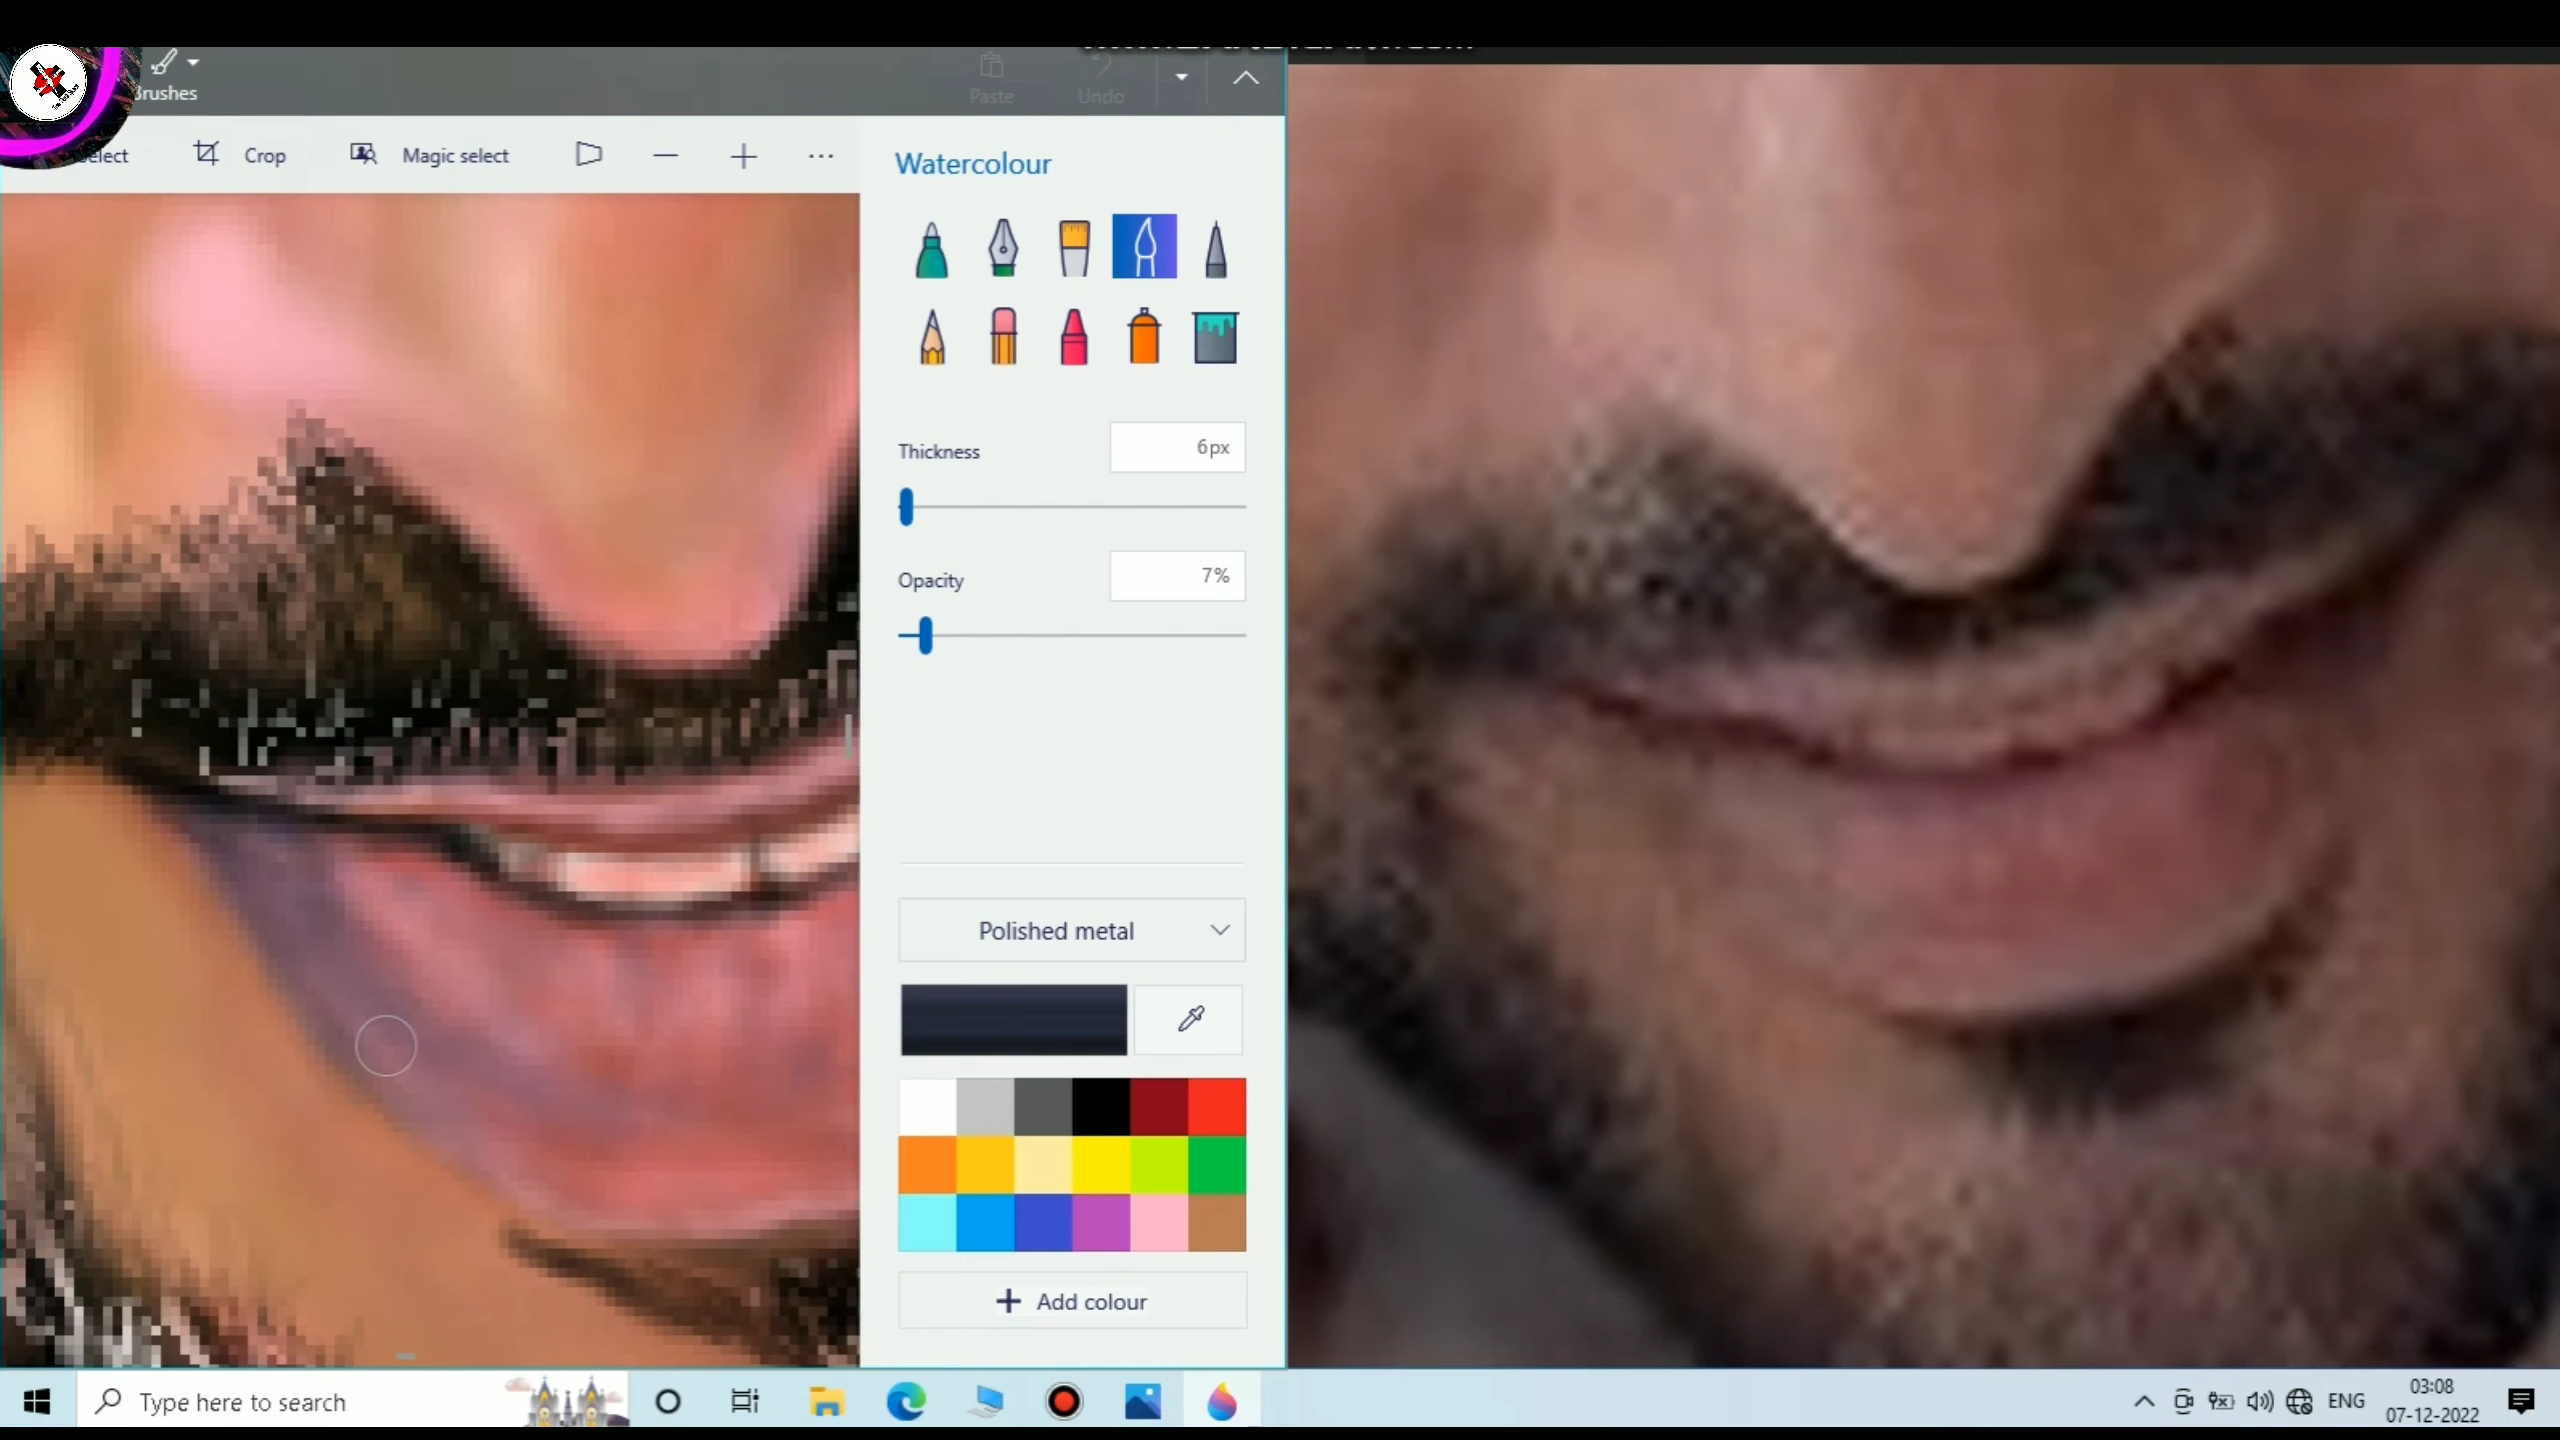 Brushes
Paste
Undo
Select
Crop
Magic select
Watercolour
Thickness
6px
Opacity
7%
Polished metal
Add colour
Type here to search
ENG
03:08
07-12-2022